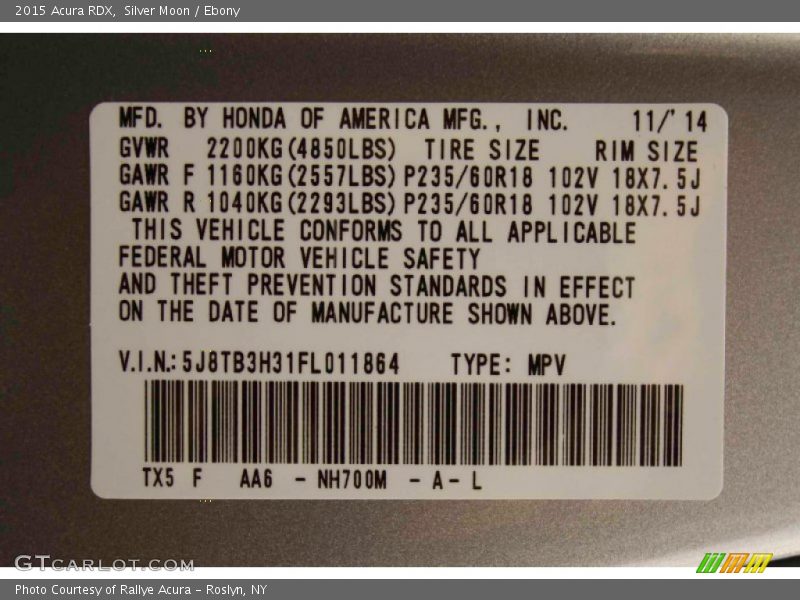 2015 Acura RDX,  Silver Moon / Ebony
MFD. BY HONDA OF AMERICA MFG., INC. 11/'14
GVWR 2200KG(4850LBS) TIRE SIZE RIM SIZE
GAWR F 1160KG(2557LBS) P235/60R18 102V 18X7.5J
GAWR R 1040KG(2293LBS) P235/60R18 102V 18X7.5J
THIS VEHICLE CONFORMS TO ALL APPLICABLE
FEDERAL MOTOR VEHICLE SAFETY
AND THEFT PREVENTION STANDARDS IN EFFECT
ON THE DATE OF MANUFACTURE SHOWN ABOVE.
V.I.N.: 5J8TB3H31FL011864 TYPE: MPV
TX5 F AA6 - NH700M - A - L
GTCARLOT.COM
Photo Courtesy of Rallye Acura - Roslyn, NY